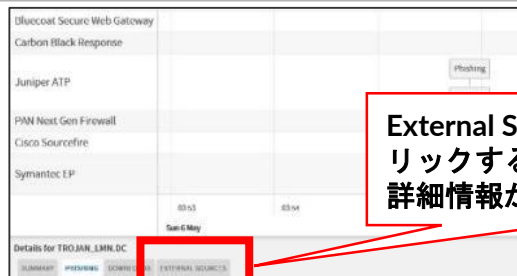 Bluecoat Secure Web Gateway
Carbon Black Response
Juniper ATP
Phishing
PAN Next Gen Firewall
Cisco Sourcefire
Symantec EP
External S
リックする
詳細情報が
03:53
03:54
Sun 6 May
Details for TROJAN_LMN.DC
SUMMARY PHISHING DOWNLOADS EXTERNAL SOURCES